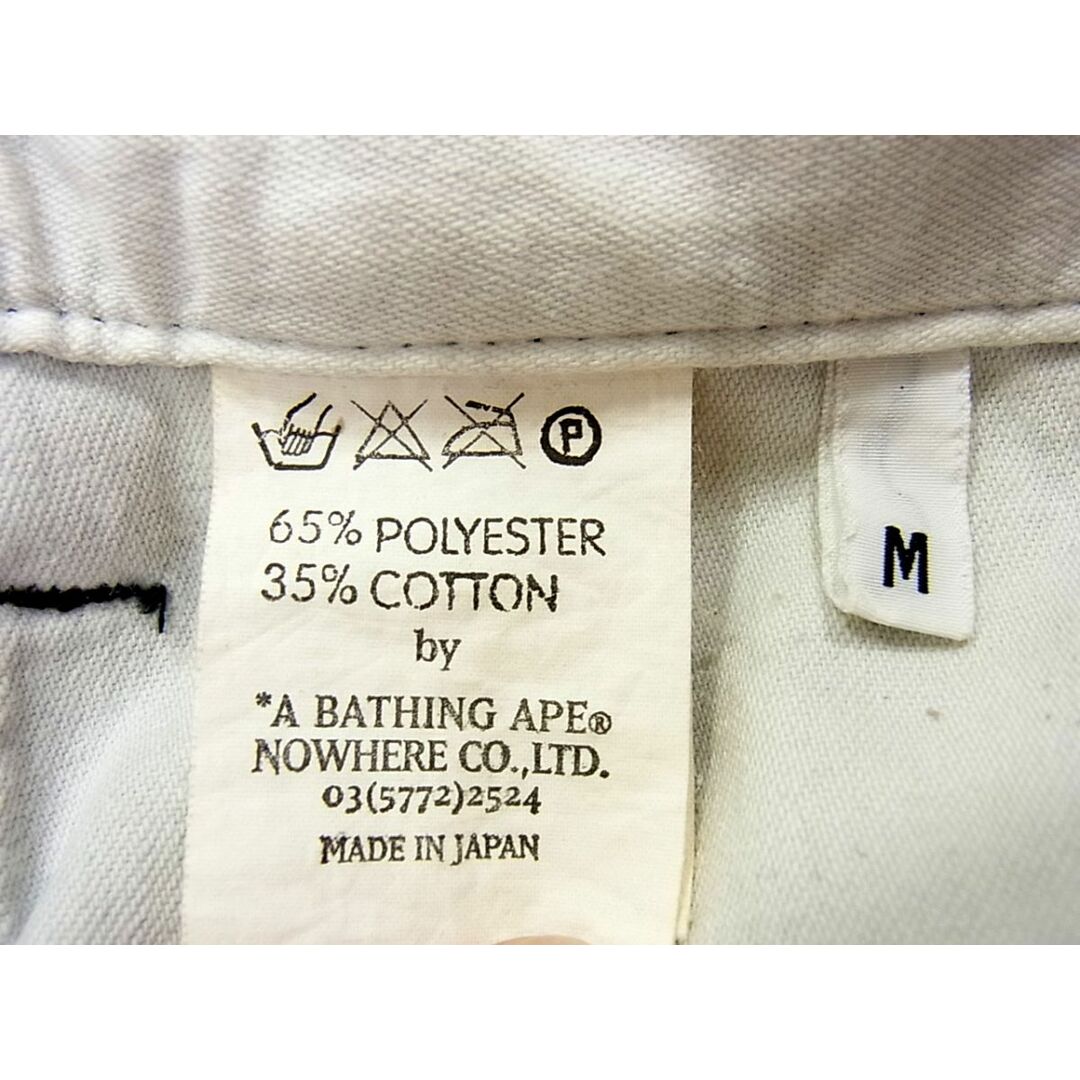 P
65% POLYESTER
35% COTTON
by
*A BATHING APE®
NOWHERE CO.,LTD.
03(5772)2524
MADE IN JAPAN
M